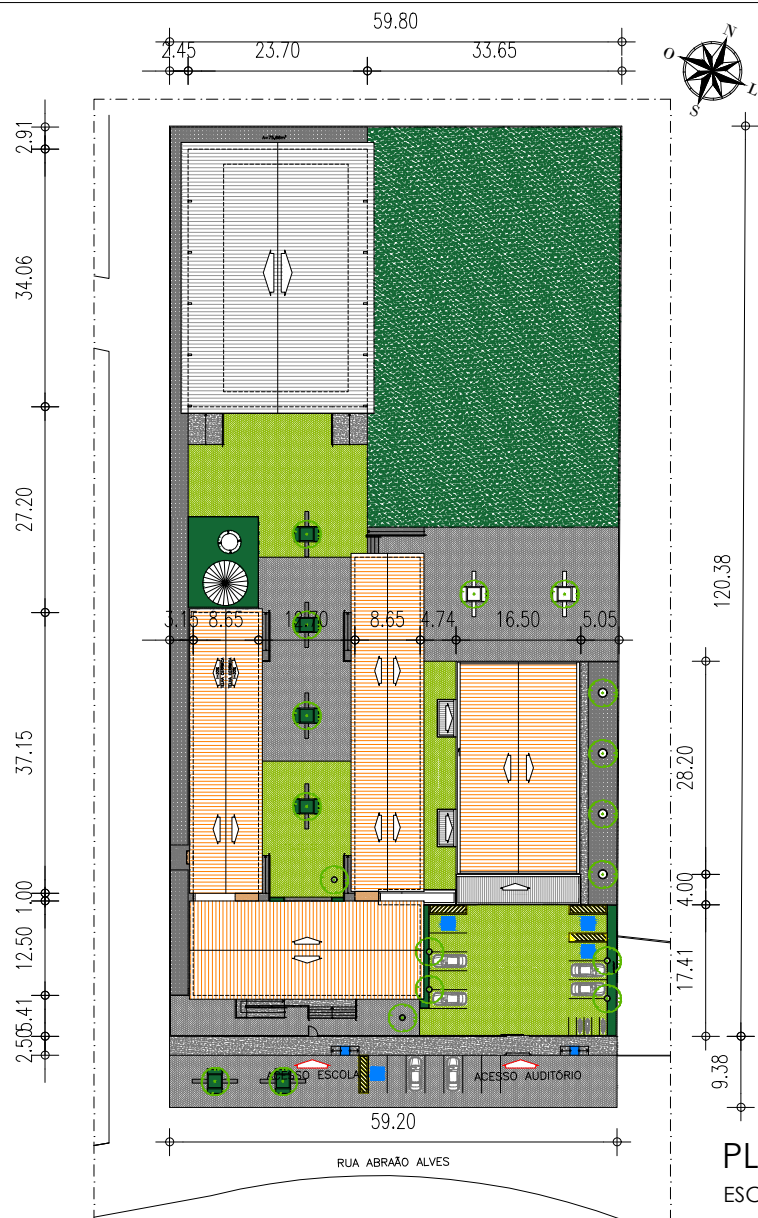 59.80
2.45 23.70 33.65
N
O
L
S
2.91
34.06
27.20
120.38
3.15 8.65 12.70 8.65 4.74 16.50 5.05
37.15
28.20
1.00
4.00
12.50
17.41
5.41
2.50
9.38
ACESSO ESCOLA
ACESSO AUDITÓRIO
59.20
RUA ABRAÃO ALVES
PL
ESC